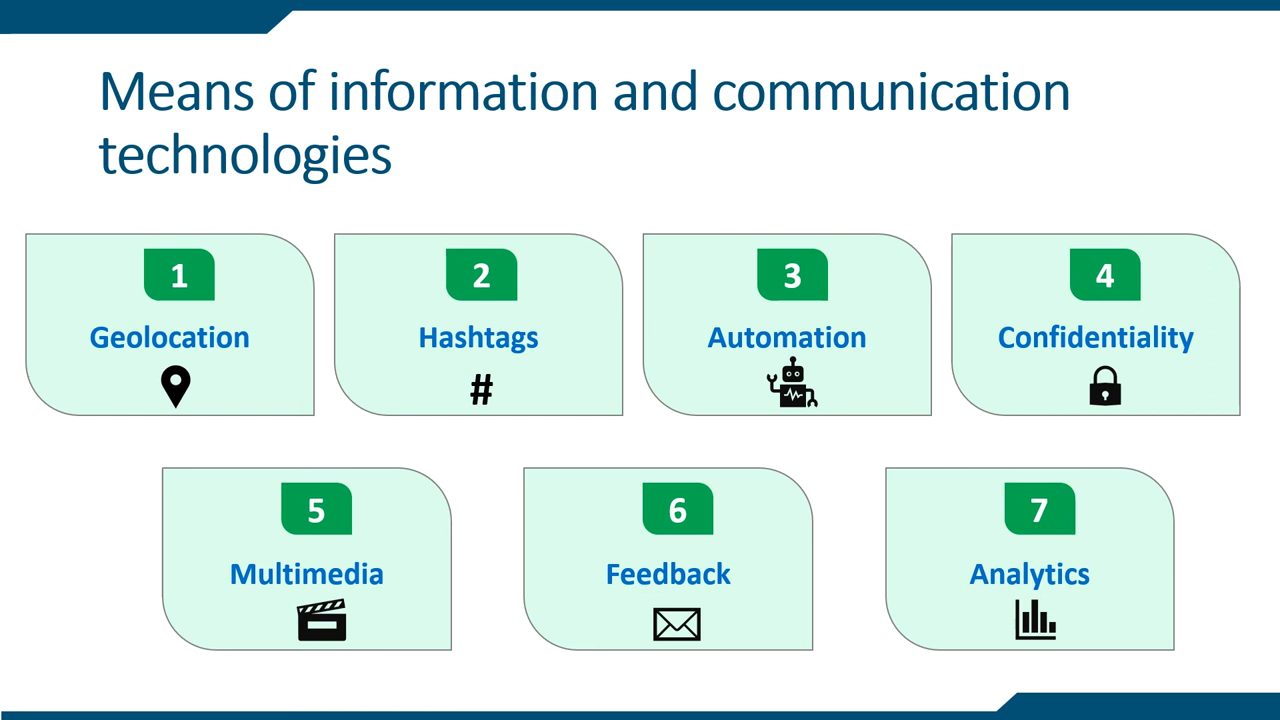 Means of information and communication
technologies
1
Geolocation
2
Hashtags
#
3
Automation
4
Confidentiality
5
Multimedia
6
Feedback
7
Analytics